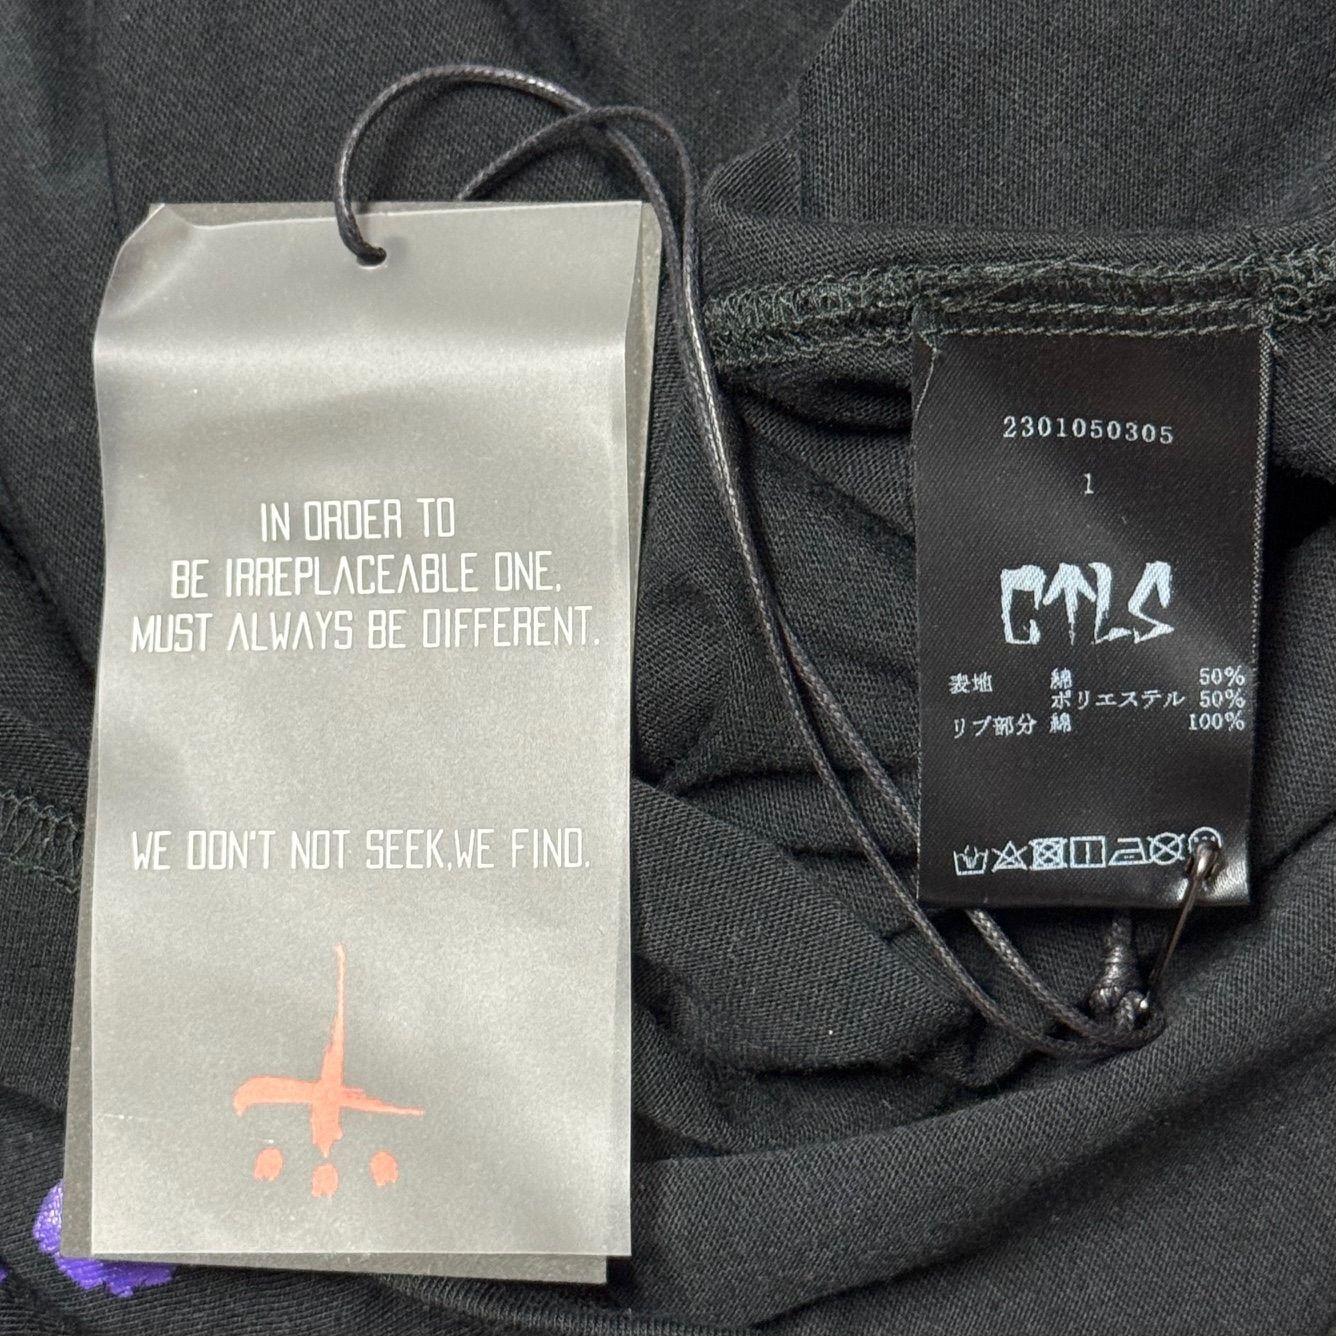 IN ORDER TO
BE IRREPLACEABLE ONE,
MUST ALWAYS BE DIFFERENT.
WE DON'T NOT SEEK,WE FIND.
2301050305
1
CTLS
表地 綿 50%
ポリエステル 50%
リブ部分 綿 100%